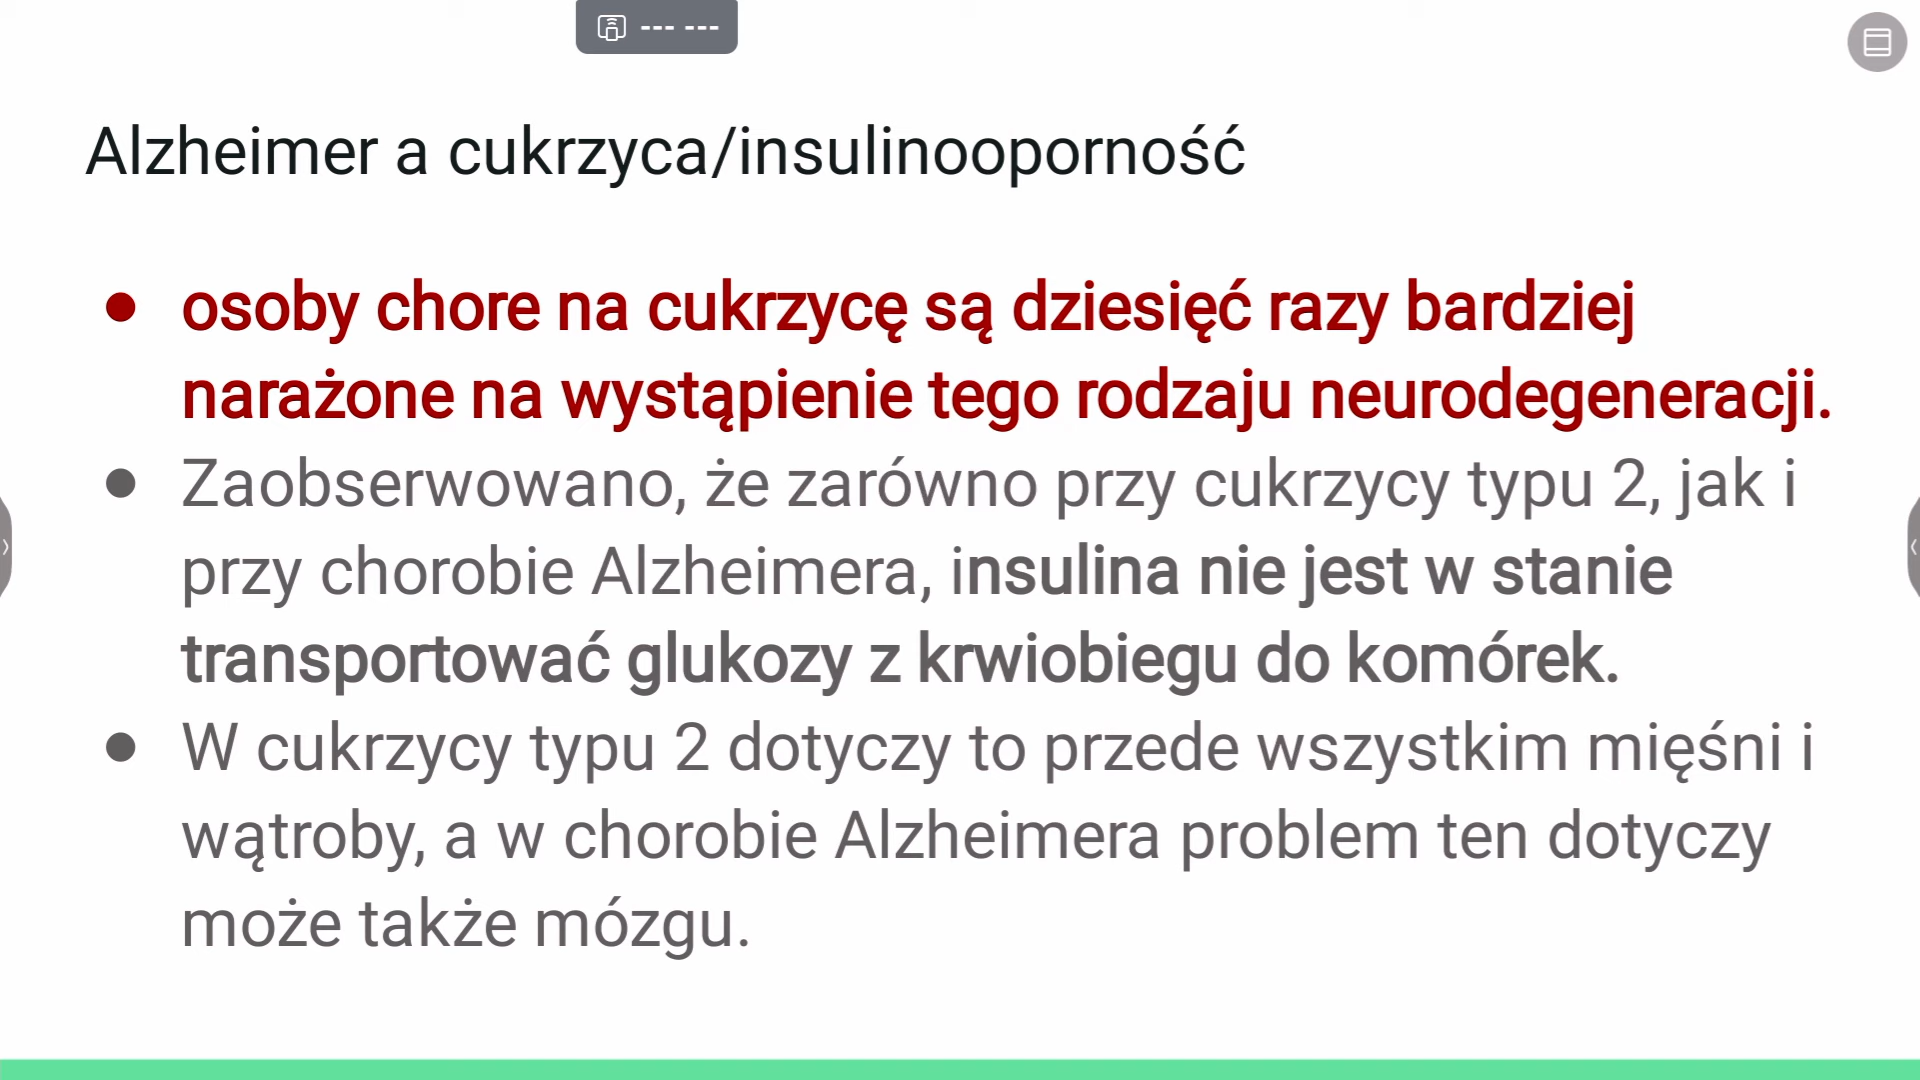 --- ---
Alzheimer a cukrzyca/insulinooporność
● osoby chore na cukrzycę są dziesięć razy bardziej
narażone na wystąpienie tego rodzaju neurodegeneracji.
● Zaobserwowano, że zarówno przy cukrzycy typu 2, jak i
przy chorobie Alzheimera, insulina nie jest w stanie
transportować glukozy z krwiobiegu do komórek.
● W cukrzycy typu 2 dotyczy to przede wszystkim mięśni i
wątroby, a w chorobie Alzheimera problem ten dotyczy
może także mózgu.